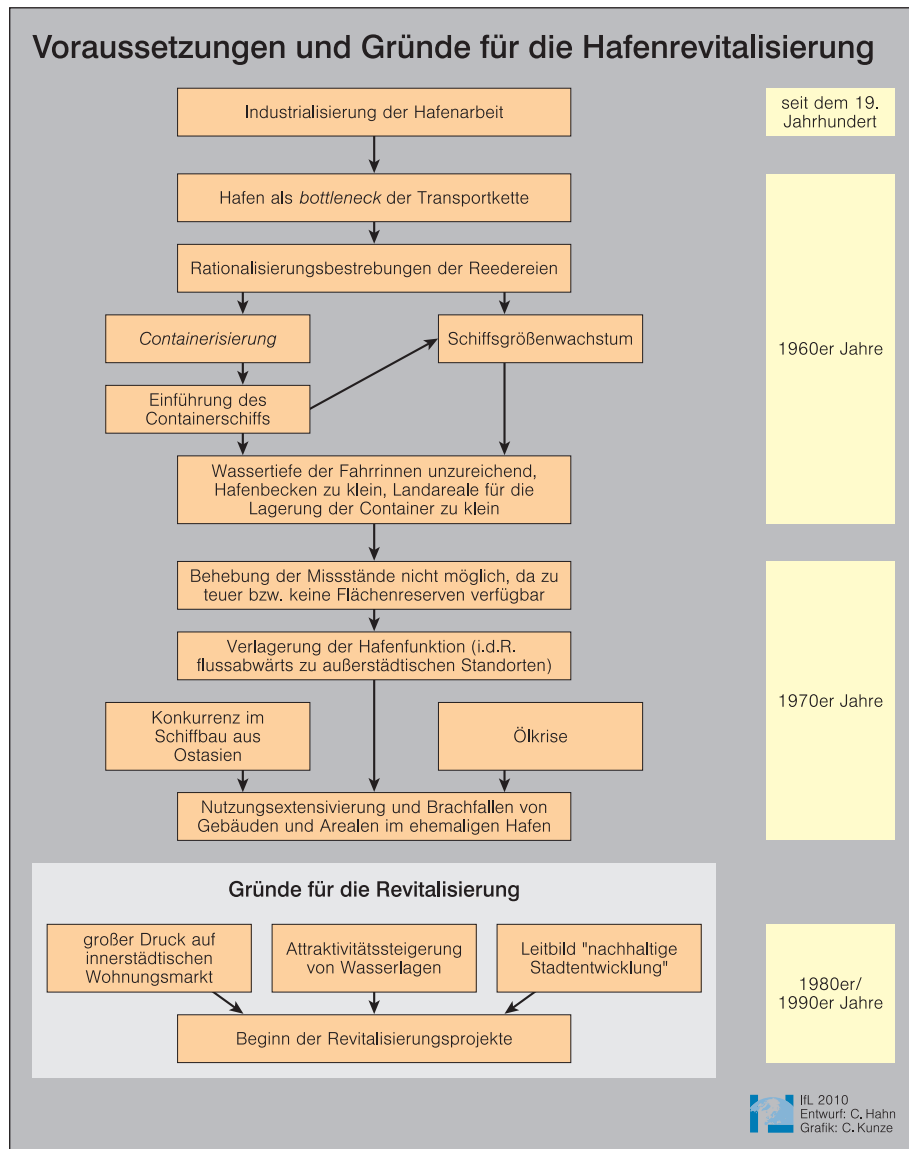 Voraussetzungen und Gründe für die Hafenrevitalisierung
Industrialisierung der Hafenarbeit
seit dem 19.
Jahrhundert
Hafen als bottleneck der Transportkette
Rationalisierungsbestrebungen der Reedereien
Containerisierung
Schiffsgrößenwachstum
1960er Jahre
Einführung des
Containerschiffs
Wassertiefe der Fahrrinnen unzureichend,
Hafenbecken zu klein, Landareale für die
Lagerung der Container zu klein
Behebung der Missstände nicht möglich, da zu
teuer bzw. keine Flächenreserven verfügbar
Verlagerung der Hafenfunktion (i.d.R.
flussabwärts zu außerstädtischen Standorten)
1970er Jahre
Konkurrenz im
Schiffbau aus
Ostasien
Ölkrise
Nutzungsextensivierung und Brachfallen von
Gebäuden und Arealen im ehemaligen Hafen
Gründe für die Revitalisierung
großer Druck auf
innerstädtischen
Wohnungsmarkt
Attraktivitätssteigerung
von Wasserlagen
Leitbild "nachhaltige
Stadtentwicklung"
1980er/
1990er Jahre
Beginn der Revitalisierungsprojekte
IfL 2010
Entwurf: C. Hahn
Grafik: C. Kunze